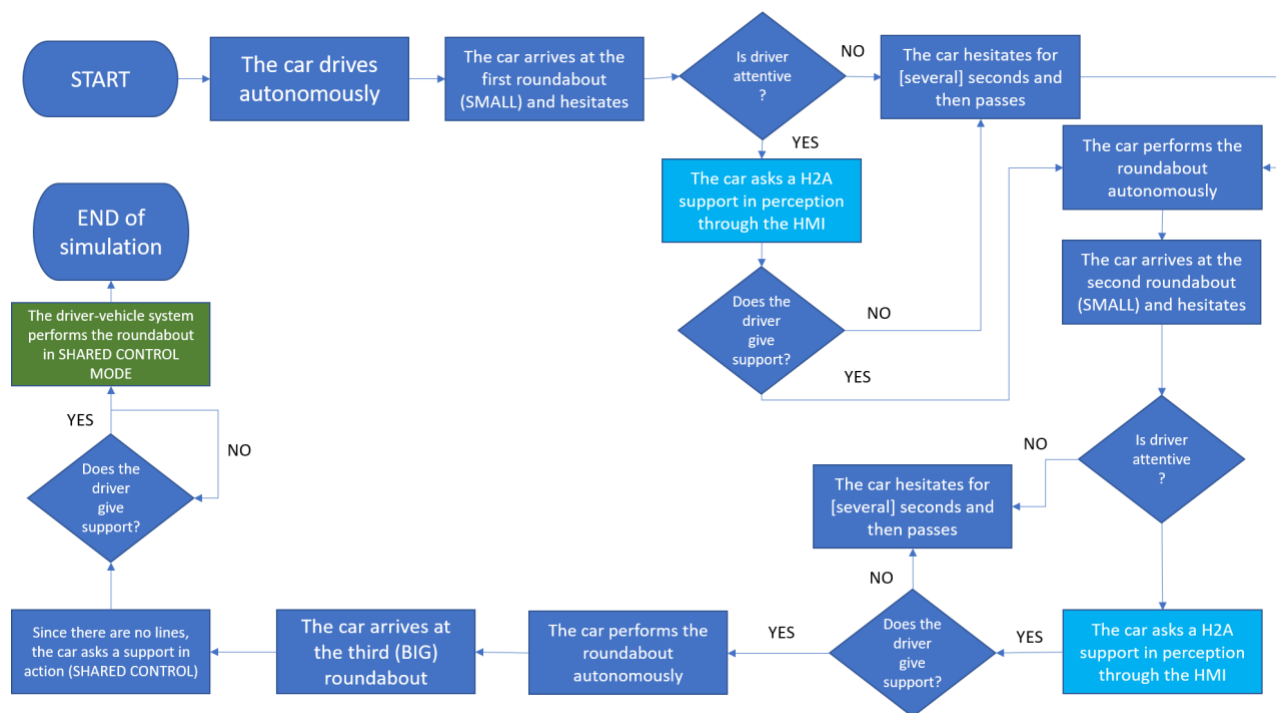 START
The car drives
autonomously
The car arrives at the
first roundabout
(SMALL) and hesitates
Is driver
attentive
?
NO
The car hesitates for
[several] seconds and
then passes
YES
The car asks a H2A
support in perception
through the HMI
The car performs the
roundabout
autonomously
END of
simulation
The car arrives at the
second roundabout
(SMALL) and hesitates
Does the
driver
give
support?
NO
YES
The driver-vehicle system
performs the roundabout
in SHARED CONTROL
MODE
YES
NO
Does the
driver
give
support?
Is driver
attentive
?
NO
The car hesitates for
[several] seconds and
then passes
NO
Since there are no lines,
the car asks a support in
action (SHARED CONTROL)
The car arrives at
the third (BIG)
roundabout
The car performs the
roundabout
autonomously
YES
Does the
driver
give
support?
YES
The car asks a H2A
support in perception
through the HMI